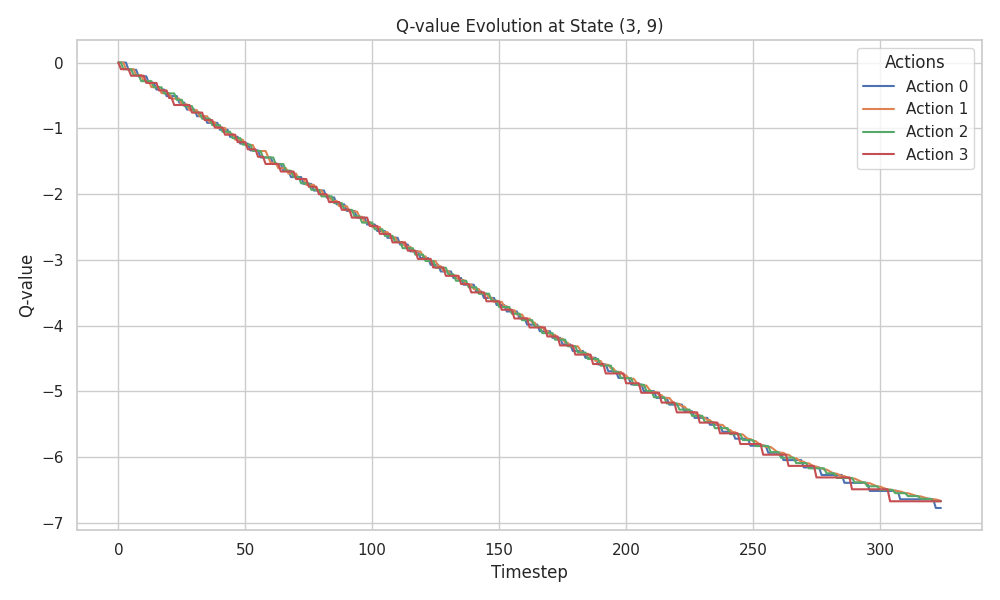 Q-value Evolution at State (3, 9)
Actions
Action 0
Action 1
Action 2
Action 3
Q-value
0
−1
−2
−3
−4
−5
−6
−7
0 50 100 150 200 250 300
Timestep